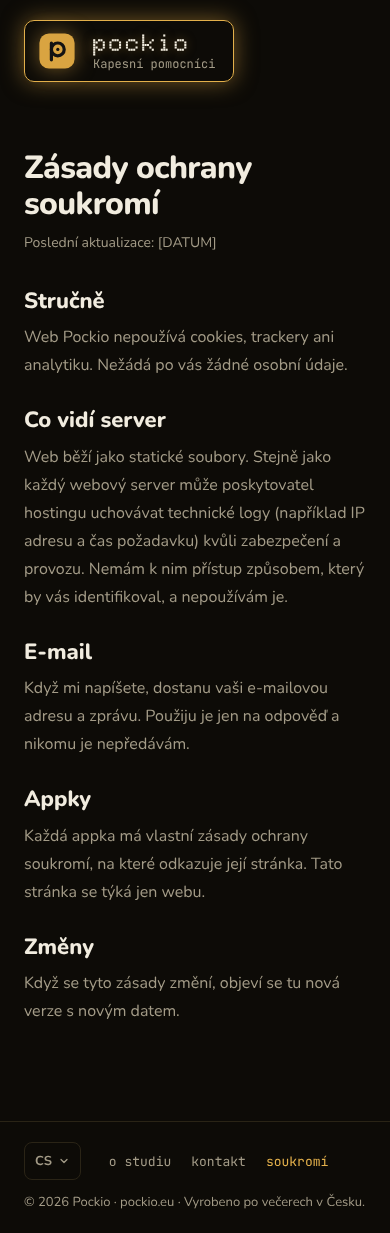 pockio
Kapesní pomocníci
Zásady ochrany
soukromí
Poslední aktualizace: [DATUM]
Stručně
Web Pockio nepoužívá cookies, trackery ani
analytiku. Nežádá po vás žádné osobní údaje.
Co vidí server
Web běží jako statické soubory. Stejně jako
každý webový server může poskytovatel
hostingu uchovávat technické logy (například IP
adresu a čas požadavku) kvůli zabezpečení a
provozu. Nemám k nim přístup způsobem, který
by vás identifikoval, a nepoužívám je.
E-mail
Když mi napíšete, dostanu vaši e-mailovou
adresu a zprávu. Použiju je jen na odpověď a
nikomu je nepředávám.
Appky
Každá appka má vlastní zásady ochrany
soukromí, na které odkazuje její stránka. Tato
stránka se týká jen webu.
Změny
Když se tyto zásady změní, objeví se tu nová
verze s novým datem.
CS o studiu kontakt soukromí
© 2026 Pockio · pockio.eu · Vyrobeno po večerech v Česku.